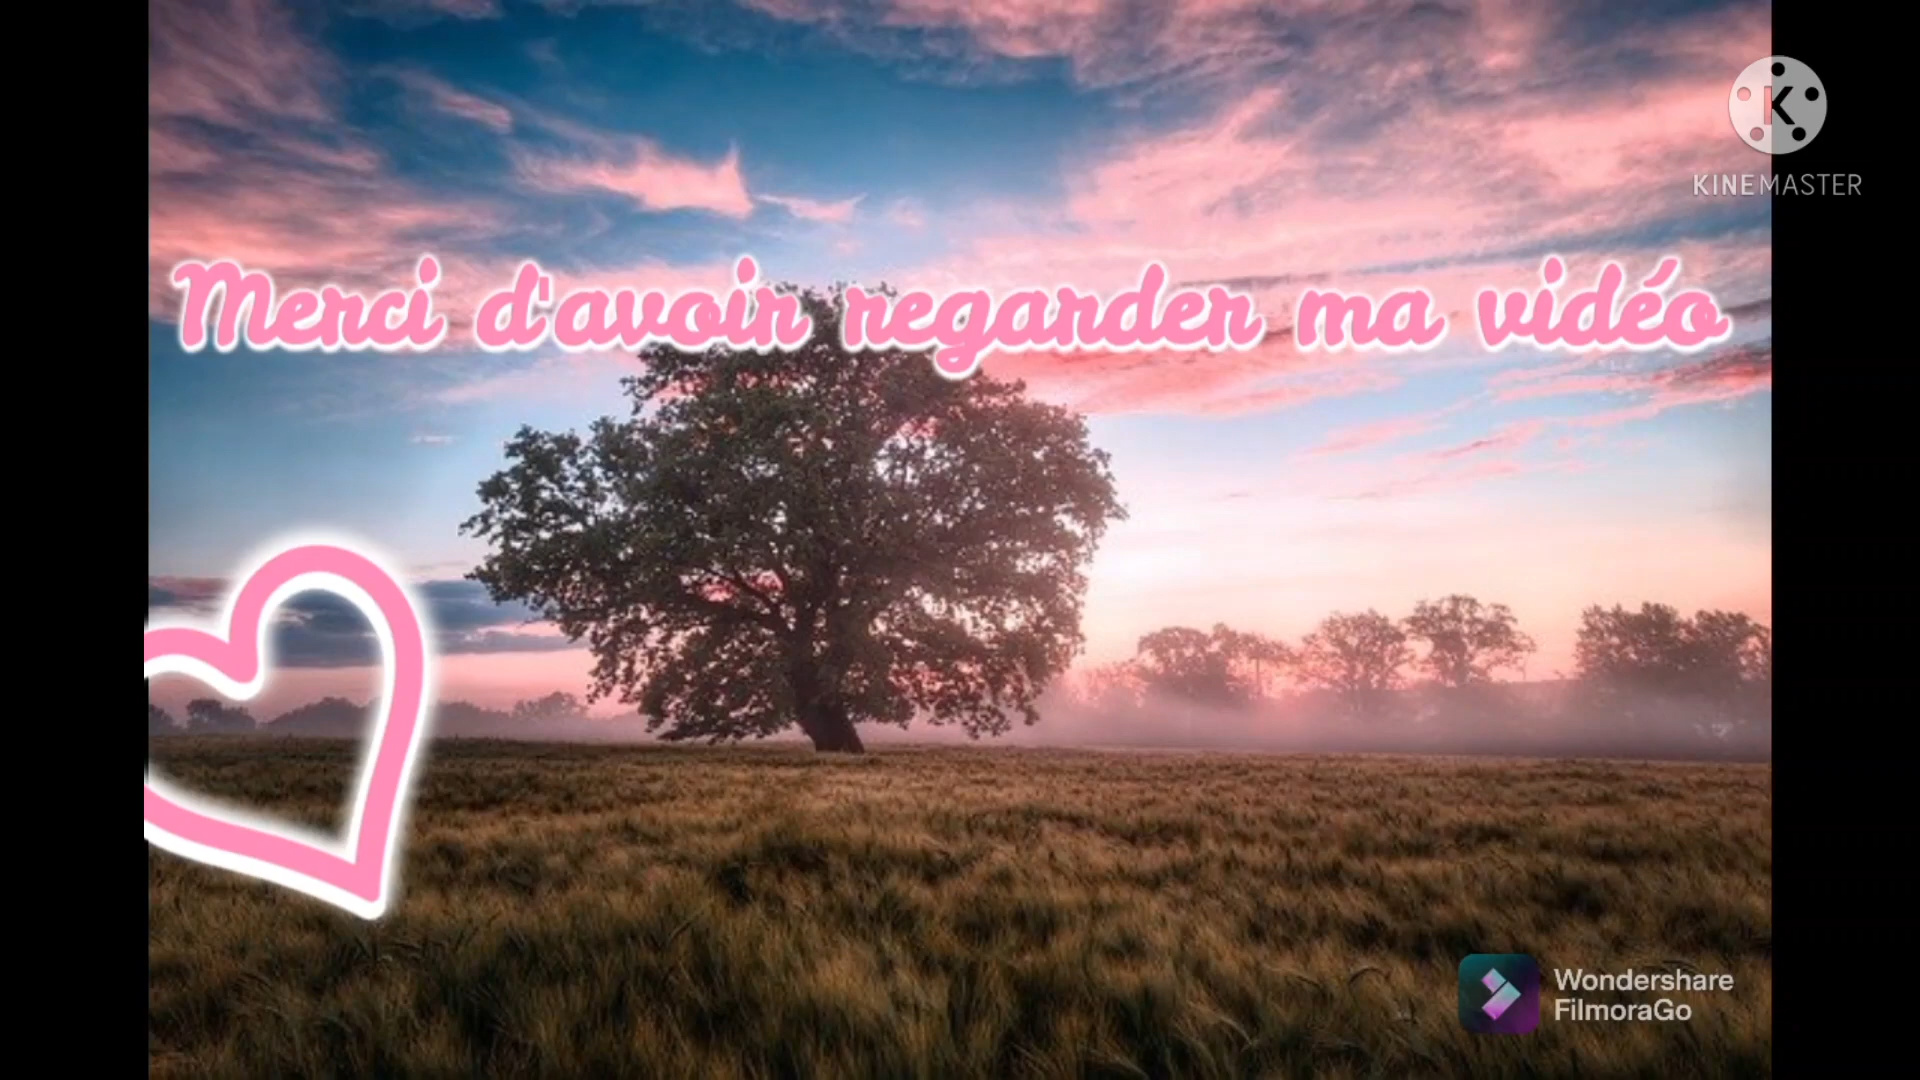 K
KINEMASTER
Merci d'avoir regarder ma vidéo
Wondershare
FilmoraGo